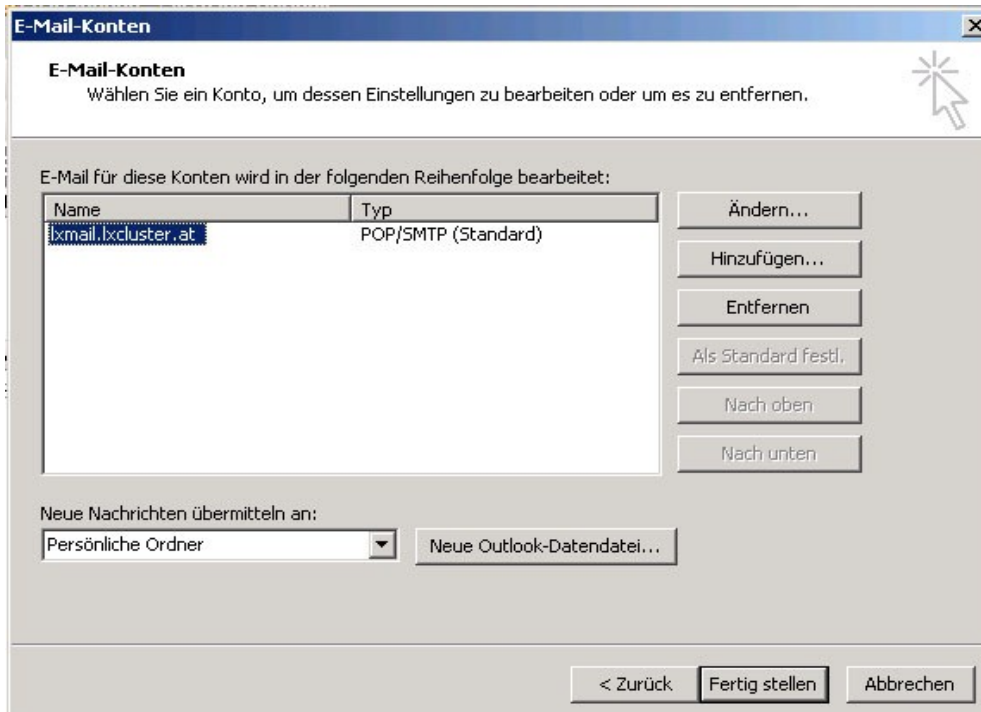 E-Mail-Konten
E-Mail-Konten
Wählen Sie ein Konto, um dessen Einstellungen zu bearbeiten oder um es zu entfernen.
E-Mail für diese Konten wird in der folgenden Reihenfolge bearbeitet:
Name Typ
lxmail.lxcluster.at POP/SMTP (Standard)
Ändern...
Hinzufügen...
Entfernen
Als Standard festl.
Nach oben
Nach unten
Neue Nachrichten übermitteln an:
Persönliche Ordner
Neue Outlook-Datendatei...
< Zurück Fertig stellen Abbrechen